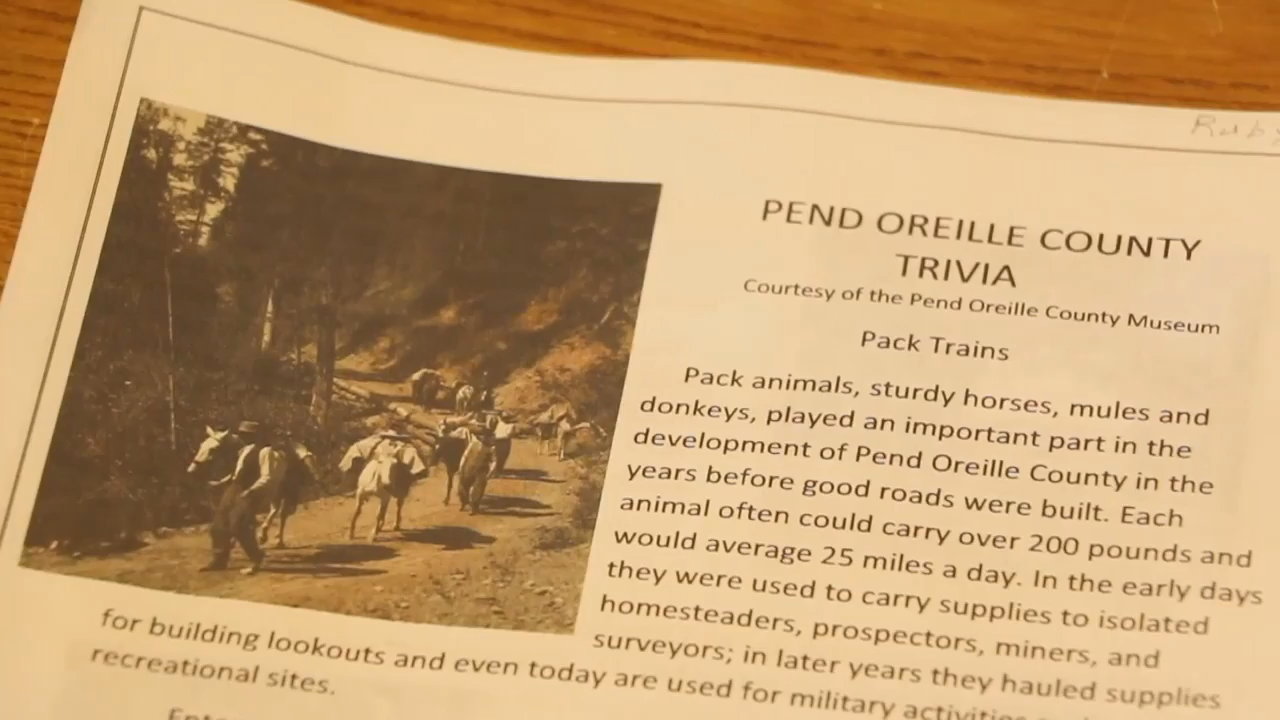 PEND OREILLE COUNTY
TRIVIA
Courtesy of the Pend Oreille County Museum
Pack Trains
Pack animals, sturdy horses, mules and
donkeys, played an important part in the
development of Pend Oreille County in the
years before good roads were built. Each
animal often could carry over 200 pounds and
would average 25 miles a day. In the early days
they were used to carry supplies to isolated
homesteaders, prospectors, miners, and
surveyors; in later years they hauled supplies
for building lookouts and even today are used for military activities
recreational sites.